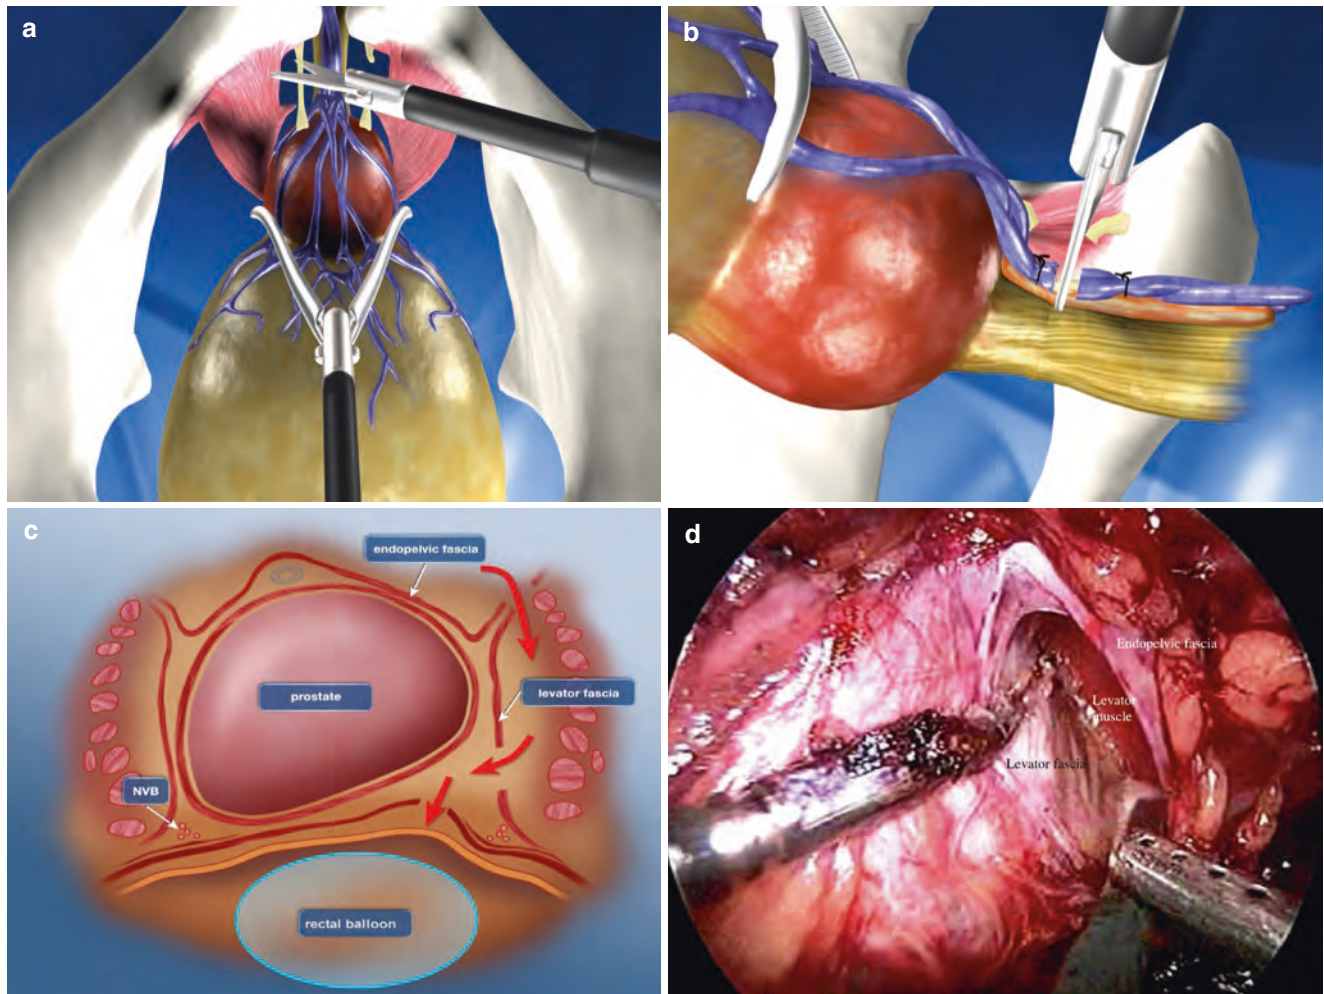 a
b
c
endopelvic fascia
prostate
levator fascia
NVB
rectal balloon
d
Endopelvic fascia
Levator
muscle
Levator fascia